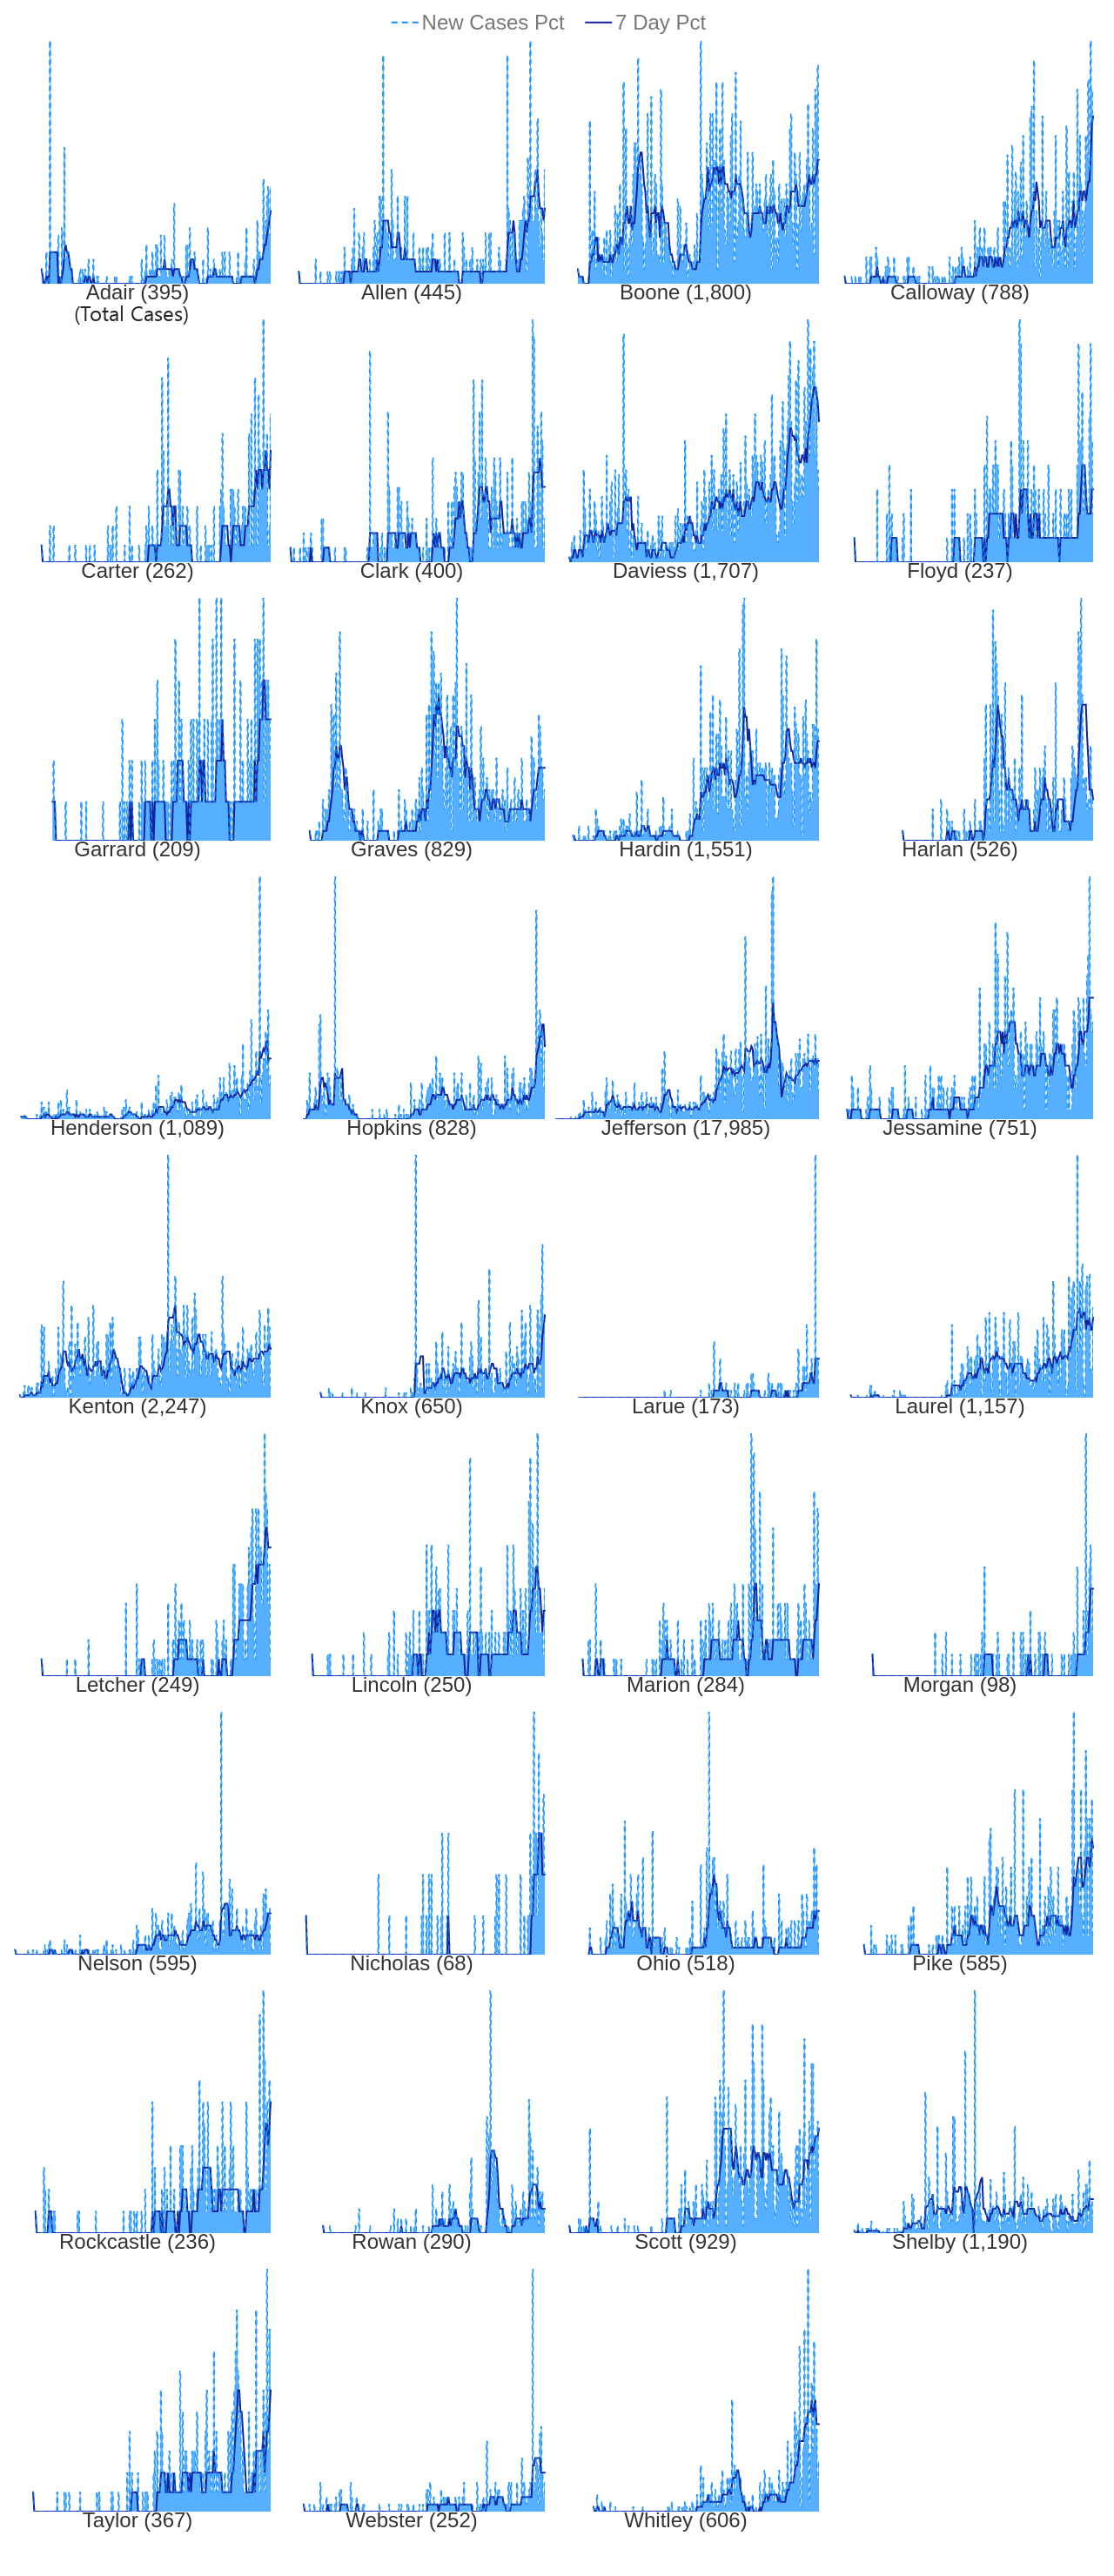 New Cases Pct 7 Day Pct
Adair (395) Allen (445) Boone (1,800) Calloway (788)
(Total Cases)
Carter (262) Clark (400) Daviess (1,707) Floyd (237)
Garrard (209) Graves (829) Hardin (1,551) Harlan (526)
Henderson (1,089) Hopkins (828) Jefferson (17,985) Jessamine (751)
Kenton (2,247) Knox (650) Larue (173) Laurel (1,157)
Letcher (249) Lincoln (250) Marion (284) Morgan (98)
Nelson (595) Nicholas (68) Ohio (518) Pike (585)
Rockcastle (236) Rowan (290) Scott (929) Shelby (1,190)
Taylor (367) Webster (252) Whitley (606)